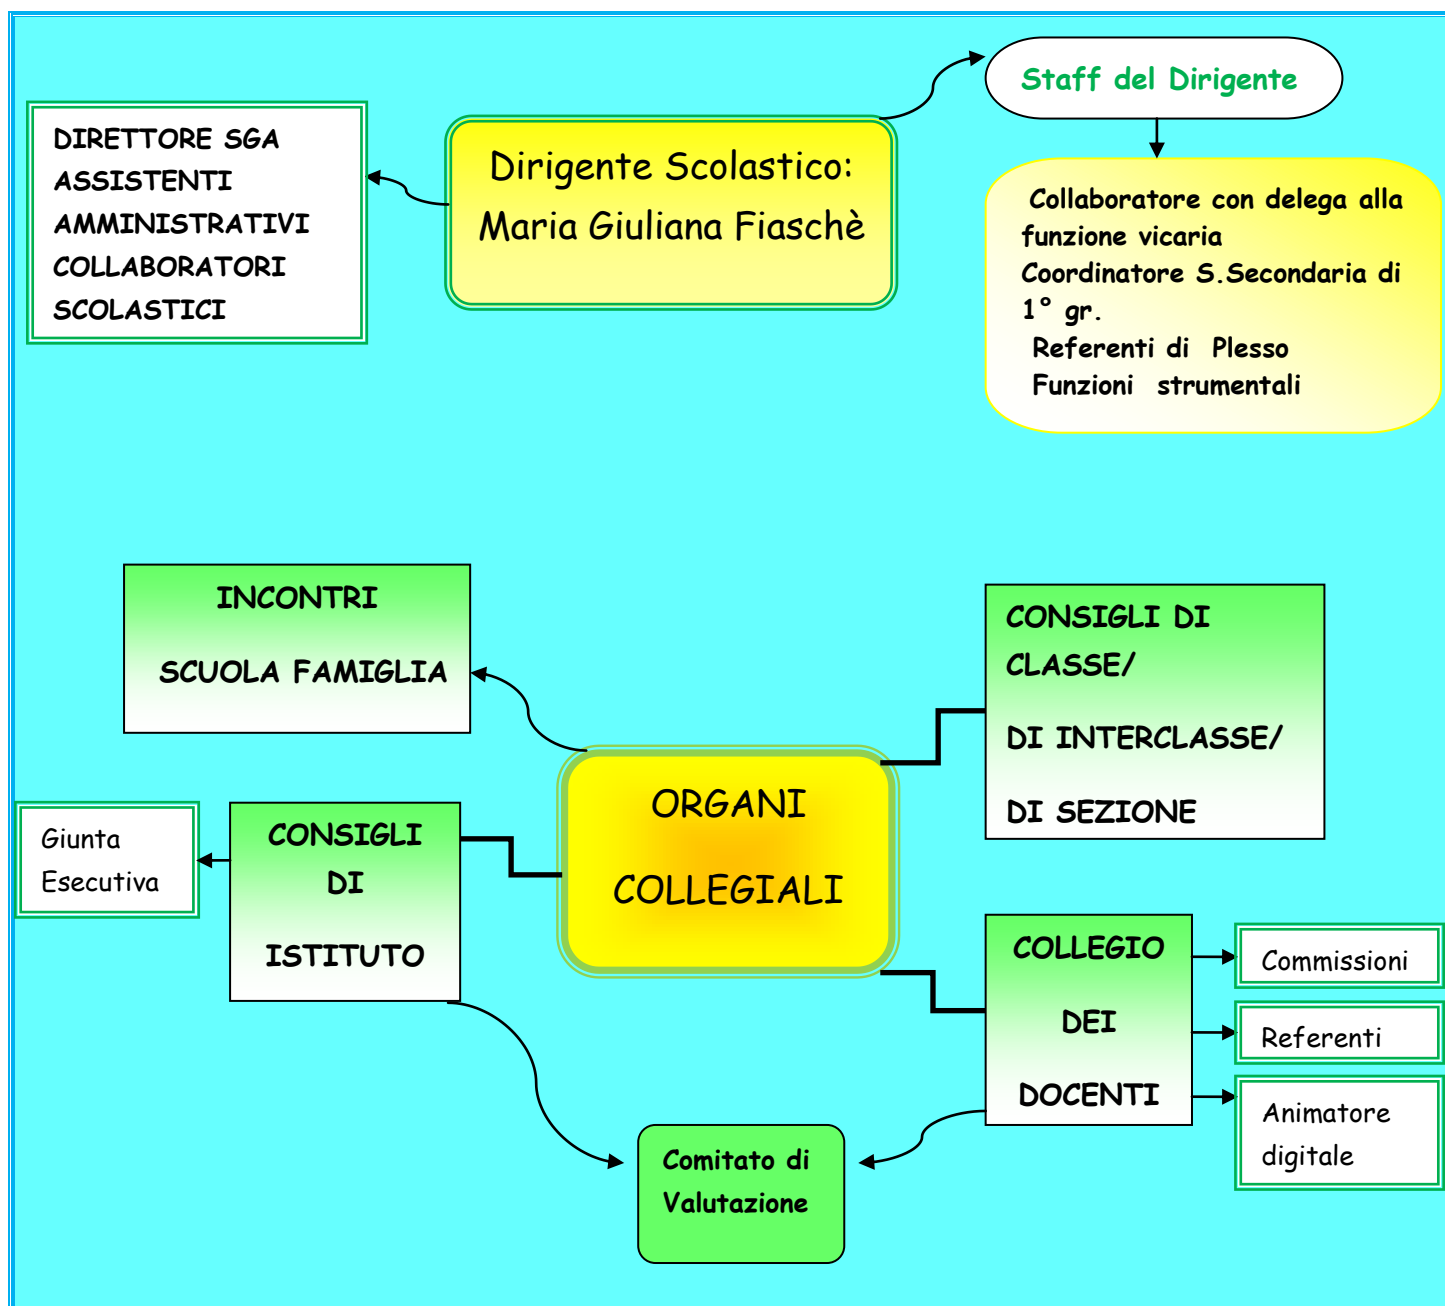 Staff del Dirigente
DIRETTORE SGA
ASSISTENTI
AMMINISTRATIVI
COLLABORATORI
SCOLASTICI
Dirigente Scolastico:
Maria Giuliana Fiaschè
Collaboratore con delega alla
funzione vicaria
Coordinatore S.Secondaria di
1° gr.
Referenti di Plesso
Funzioni strumentali
INCONTRI
SCUOLA FAMIGLIA
CONSIGLI DI
CLASSE/
DI INTERCLASSE/
DI SEZIONE
ORGANI
COLLEGIALI
Giunta
Esecutiva
CONSIGLI
DI
ISTITUTO
COLLEGIO
DEI
DOCENTI
Commissioni
Referenti
Animatore
digitale
Comitato di
Valutazione